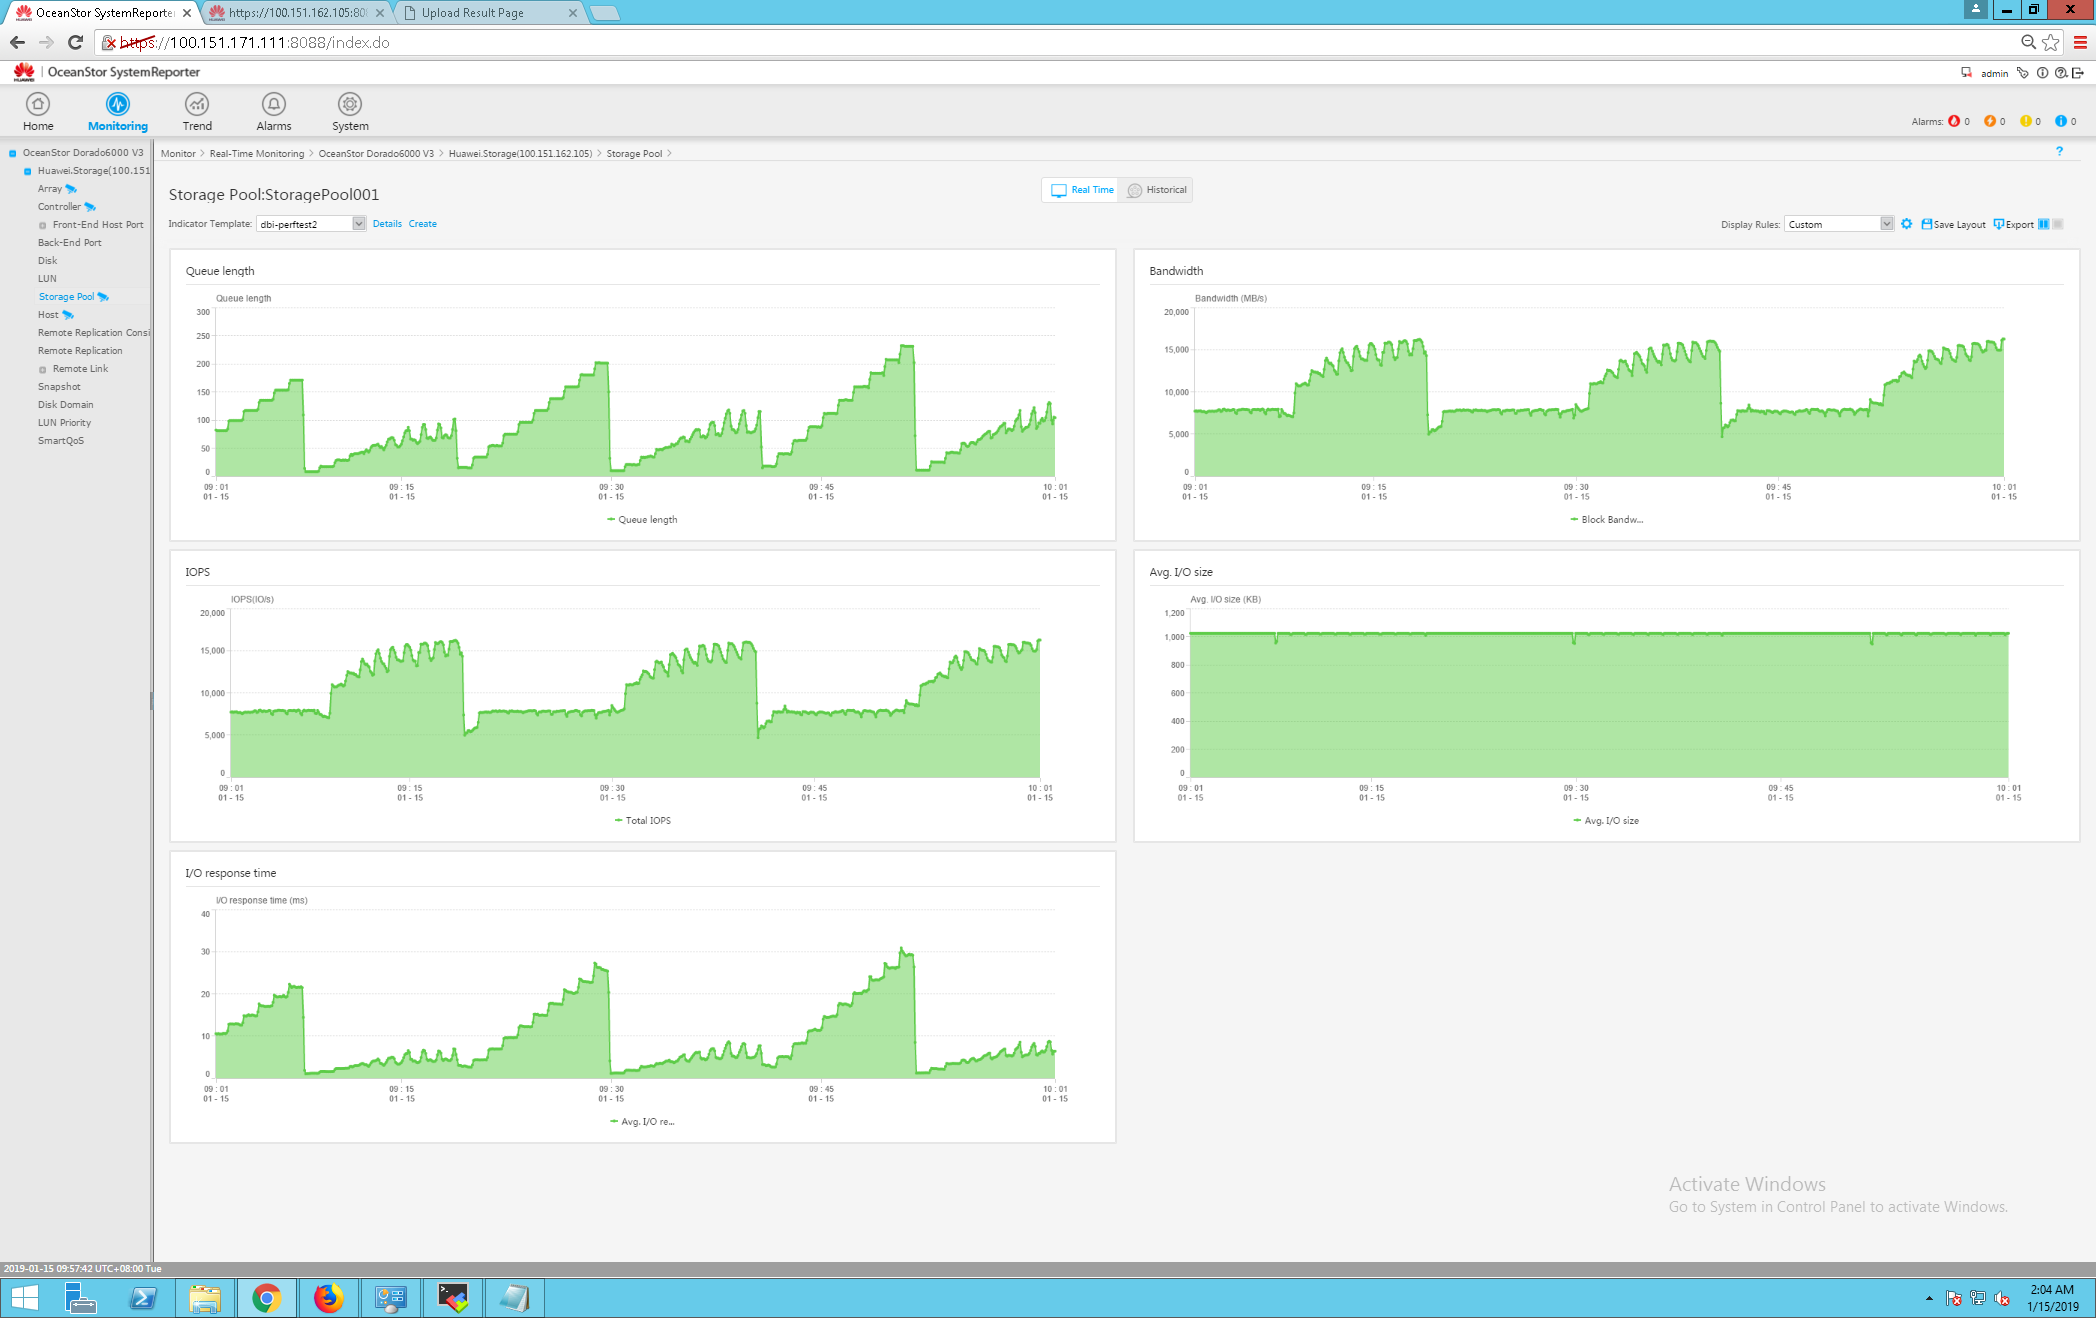 OceanStor SystemReporte
https://100.151.162.105:80
Upload Result Page
https://100.151.171.111:8088/index.do
HUAWEI
OceanStor SystemReporter
admin
Home
Monitoring
Trend
Alarms
System
Alarms: 0 0 0 0
OceanStor Dorado6000 V3
Huawei.Storage(100.151
Array
Controller
Front-End Host Port
Back-End Port
Disk
LUN
Storage Pool
Host
Remote Replication Consi
Remote Replication
Remote Link
Snapshot
Disk Domain
LUN Priority
SmartQoS
Monitor > Real-Time Monitoring > OceanStor Dorado6000 V3 > Huawei.Storage(100.151.162.105) > Storage Pool >
?
Storage Pool:StoragePool001
Real Time
Historical
Indicator Template: dbi-perftest2 Details Create
Display Rules: Custom Save Layout Export
Queue length
Queue length
300
250
200
150
100
50
0
09 : 01 09 : 15 09 : 30 09 : 45 10 : 01
01 - 15 01 - 15 01 - 15 01 - 15 01 - 15
Queue length
Bandwidth
Bandwidth (MB/s)
20,000
15,000
10,000
5,000
0
09 : 01 09 : 15 09 : 30 09 : 45 10 : 01
01 - 15 01 - 15 01 - 15 01 - 15 01 - 15
Block Bandw...
IOPS
IOPS(IO/s)
20,000
15,000
10,000
5,000
0
09 : 01 09 : 15 09 : 30 09 : 45 10 : 01
01 - 15 01 - 15 01 - 15 01 - 15 01 - 15
Total IOPS
Avg. I/O size
Avg. I/O size (KB)
1,200
1,000
800
600
400
200
0
09 : 01 09 : 15 09 : 30 09 : 45 10 : 01
01 - 15 01 - 15 01 - 15 01 - 15 01 - 15
Avg. I/O size
I/O response time
I/O response time (ms)
40
30
20
10
0
09 : 01 09 : 15 09 : 30 09 : 45 10 : 01
01 - 15 01 - 15 01 - 15 01 - 15 01 - 15
Avg. I/O re...
Activate Windows
Go to System in Control Panel to activate Windows.
2019-01-15 09:57:42 UTC+08:00 Tue
2:04 AM
1/15/2019